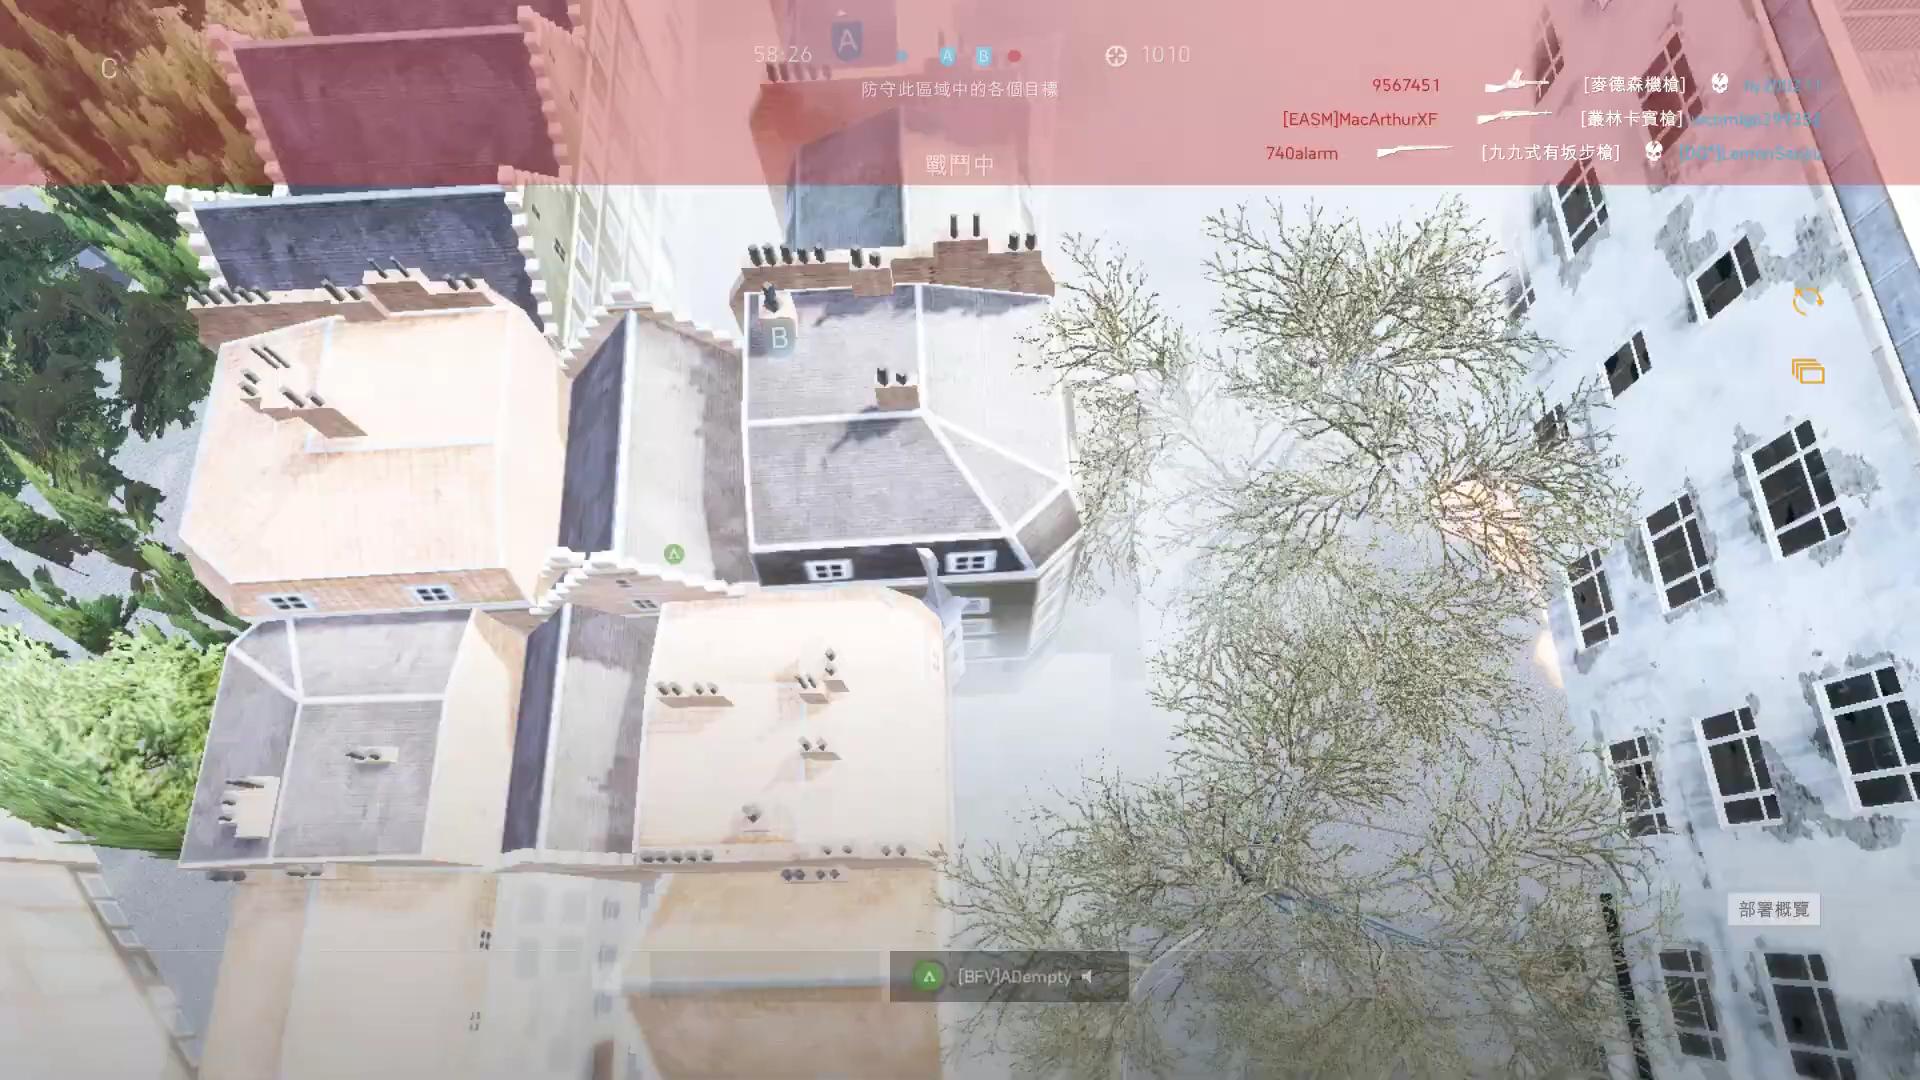 C
58:26
A
A B
1010
防守此區域中的各個目標
戰鬥中
9567451 [麥德森機槍]
[EASM]MacArthurXF [叢林卡賓槍]
740alarm [九九式有坂步槍]
B
部署概覽
[BFV]ADempty